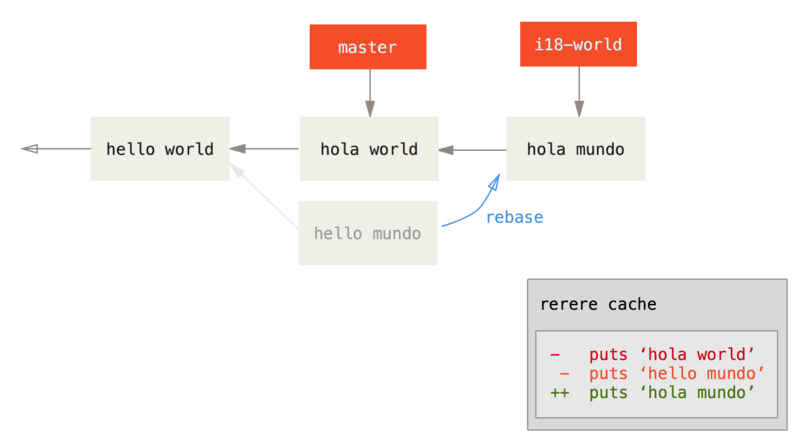 master
i18-world
hello world
hola world
hola mundo
hello mundo
rebase
rerere cache
- puts ‘hola world’
- puts ‘hello mundo’
++ puts ‘hola mundo’